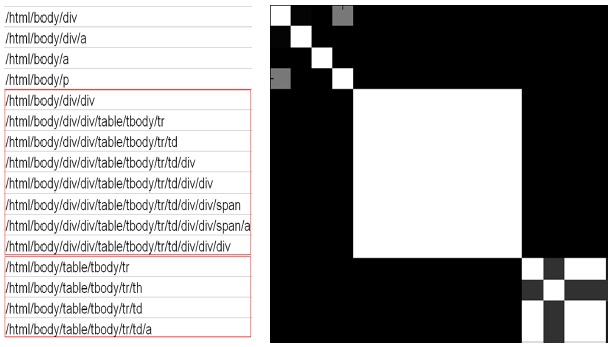 /html/body/div
/html/body/div/a
/html/body/a
/html/body/p
/html/body/div/div
/html/body/div/div/table/tbody/tr
/html/body/div/div/table/tbody/tr/td
/html/body/div/div/table/tbody/tr/td/div
/html/body/div/div/table/tbody/tr/td/div/div
/html/body/div/div/table/tbody/tr/td/div/div/span
/html/body/div/div/table/tbody/tr/td/div/div/span/a
/html/body/div/div/table/tbody/tr/td/div/div/div
/html/body/table/tbody/tr
/html/body/table/tbody/tr/th
/html/body/table/tbody/tr/td
/html/body/table/tbody/tr/td/a